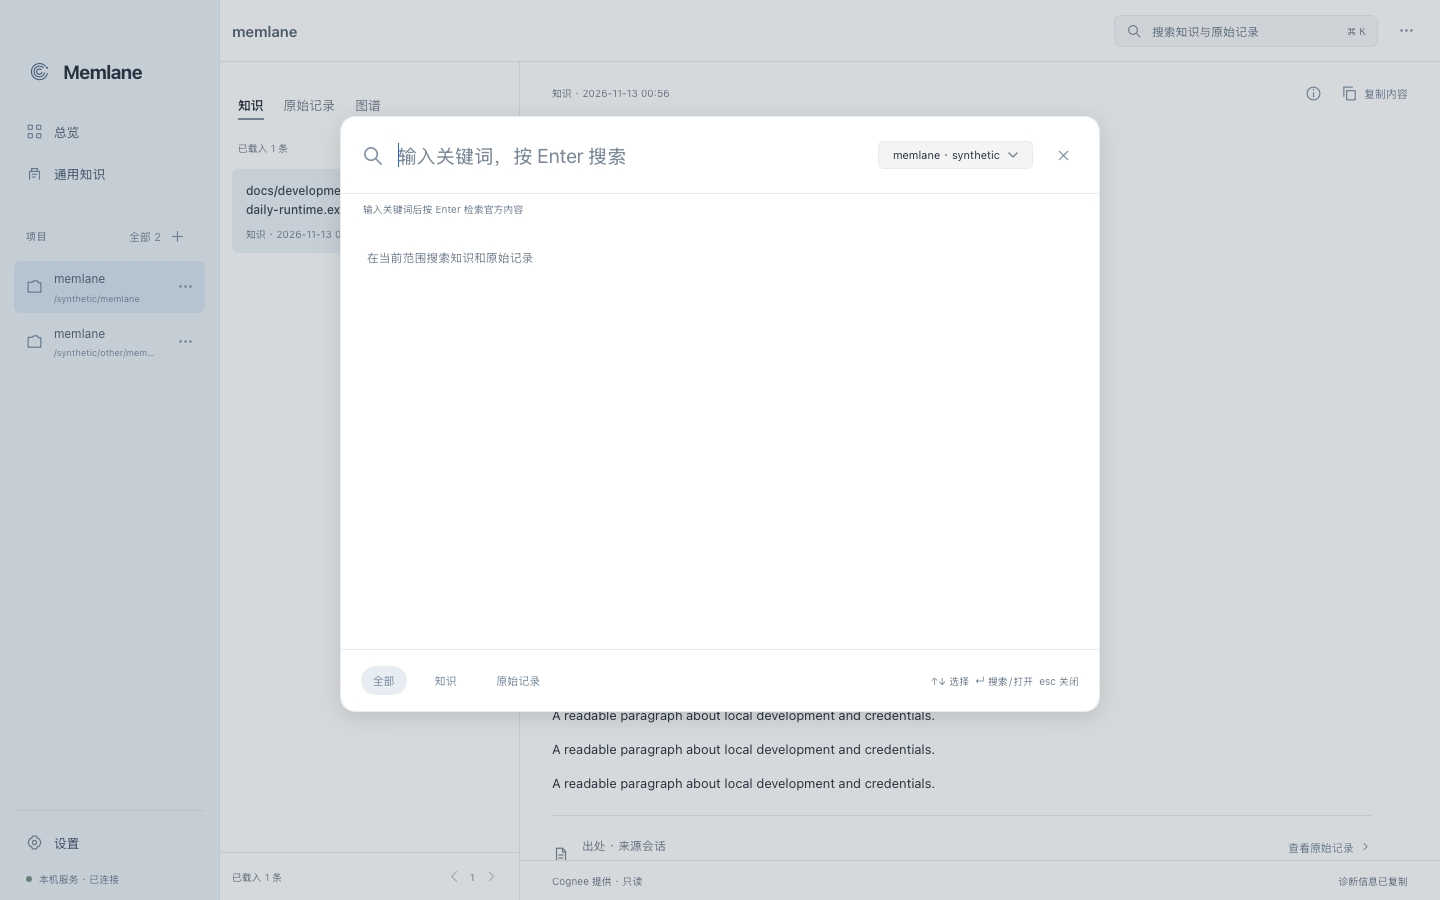 memlane
搜索知识与原始记录
⌘ K
Memlane
总览
通用知识
项目
全部 2
memlane
/synthetic/memlane
memlane
/synthetic/other/mem...
设置
本机服务 · 已连接
知识
原始记录
图谱
已载入 1 条
docs/developme
daily-runtime.ex
知识 · 2026-11-13 0
已载入 1 条
1
知识 · 2026-11-13 00:56
复制内容
输入关键词，按 Enter 搜索
memlane · synthetic
输入关键词后按 Enter 检索官方内容
在当前范围搜索知识和原始记录
全部
知识
原始记录
↑↓ 选择 ↵ 搜索/打开 esc 关闭
A readable paragraph about local development and credentials.
A readable paragraph about local development and credentials.
A readable paragraph about local development and credentials.
出处 · 来源会话
查看原始记录
Cognee 提供 · 只读
诊断信息已复制